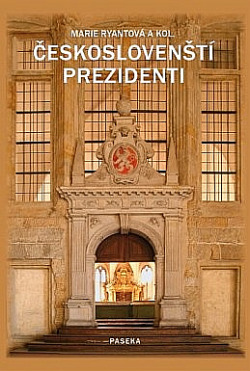 MARIE RYANTOVÁ A KOL.
ČESKOSLOVENŠTÍ
PREZIDENTI
PASEKA